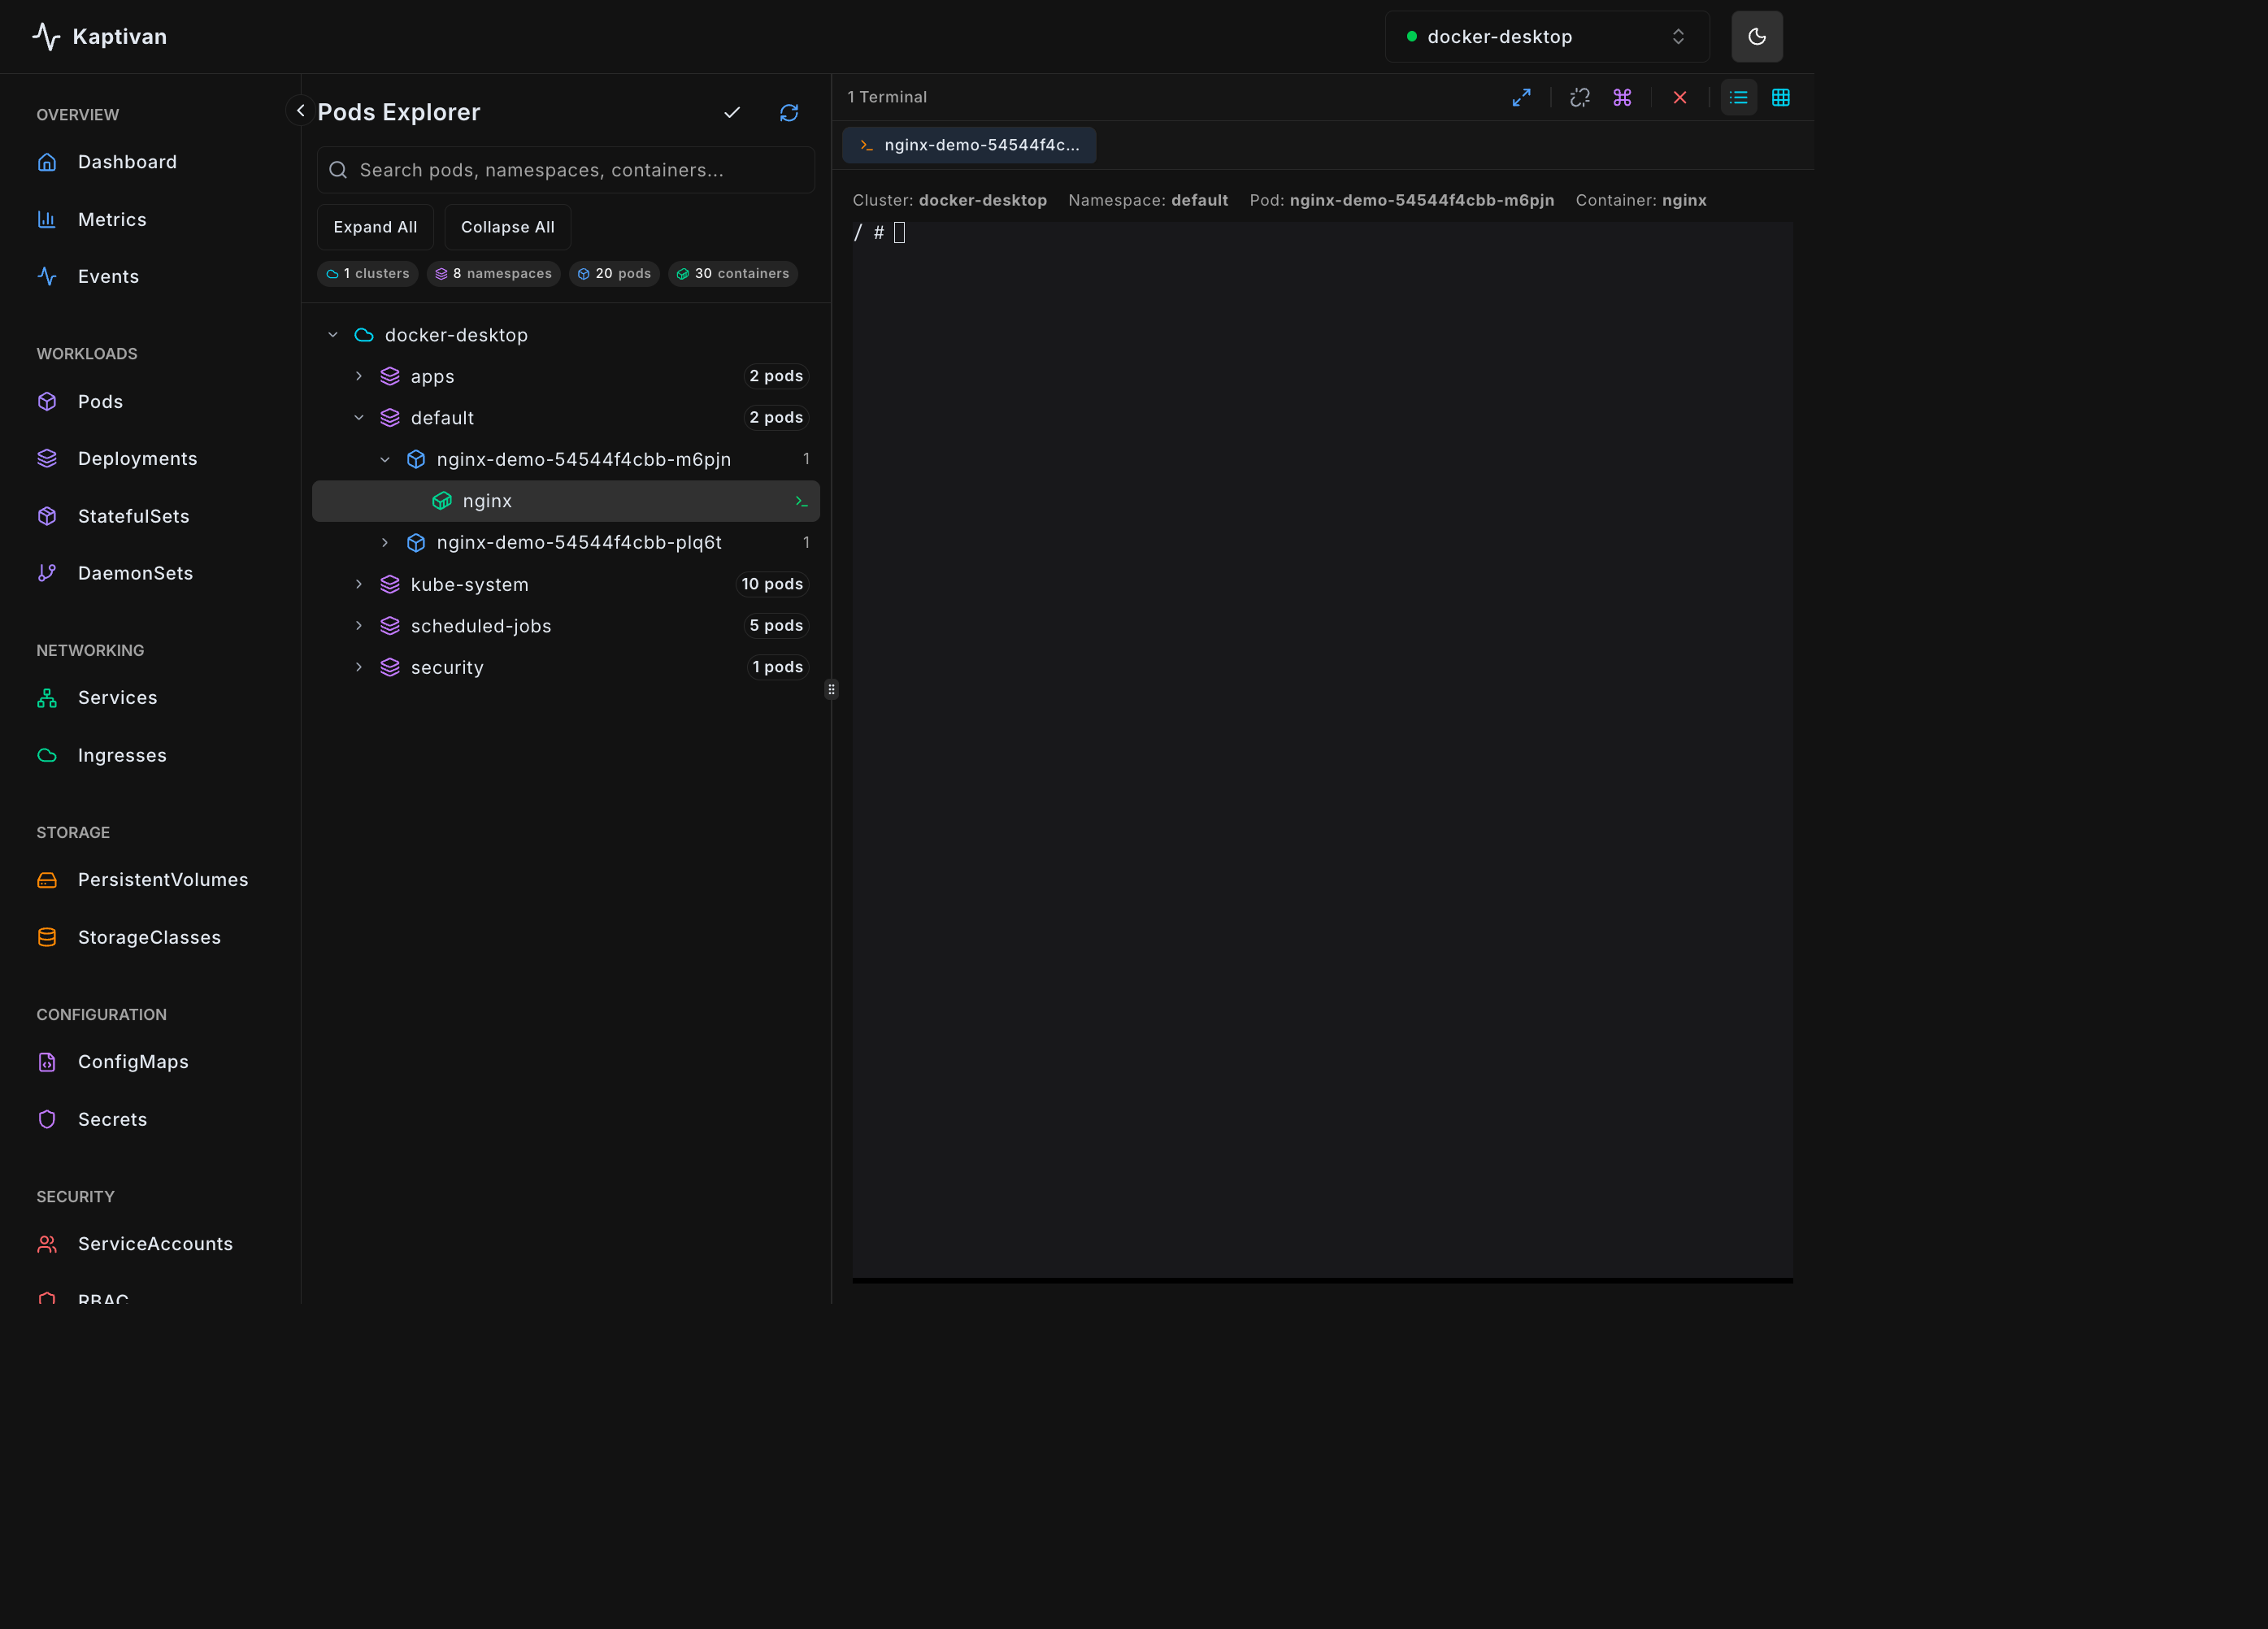 Kaptivan
docker-desktop
OVERVIEW
Dashboard
Metrics
Events
WORKLOADS
Pods
Deployments
StatefulSets
DaemonSets
NETWORKING
Services
Ingresses
STORAGE
PersistentVolumes
StorageClasses
CONFIGURATION
ConfigMaps
Secrets
SECURITY
ServiceAccounts
RBAC
Pods Explorer
Search pods, namespaces, containers...
Expand All Collapse All
1 clusters 8 namespaces 20 pods 30 containers
docker-desktop
apps 2 pods
default 2 pods
nginx-demo-54544f4cbb-m6pjn 1
nginx >_
nginx-demo-54544f4cbb-plq6t 1
kube-system 10 pods
scheduled-jobs 5 pods
security 1 pods
1 Terminal
>_ nginx-demo-54544f4c...
Cluster: docker-desktop Namespace: default Pod: nginx-demo-54544f4cbb-m6pjn Container: nginx
/ #